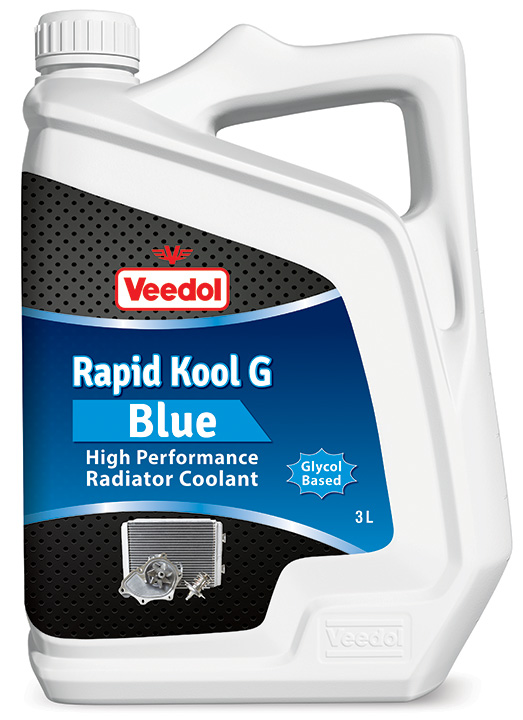 Veedol
Rapid Kool G
Blue
High Performance
Radiator Coolant
Glycol
Based
3 L
Veedol